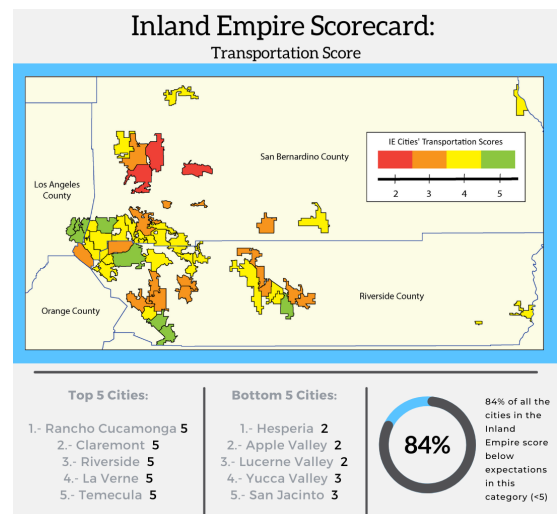 Inland Empire Scorecard:
Transportation Score
IE Cities' Transportation Scores
2 3 4 5
San Bernardino County
Los Angeles
County
Orange County
Riverside County
Top 5 Cities:
1.- Rancho Cucamonga 5
2.- Claremont 5
3.- Riverside 5
4.- La Verne 5
5.- Temecula 5
Bottom 5 Cities:
1.- Hesperia 2
2.- Apple Valley 2
3.- Lucerne Valley 2
4.- Yucca Valley 3
5.- San Jacinto 3
84%
84% of all the
cities in the
Inland
Empire score
below
expectations
in this
category (<5)